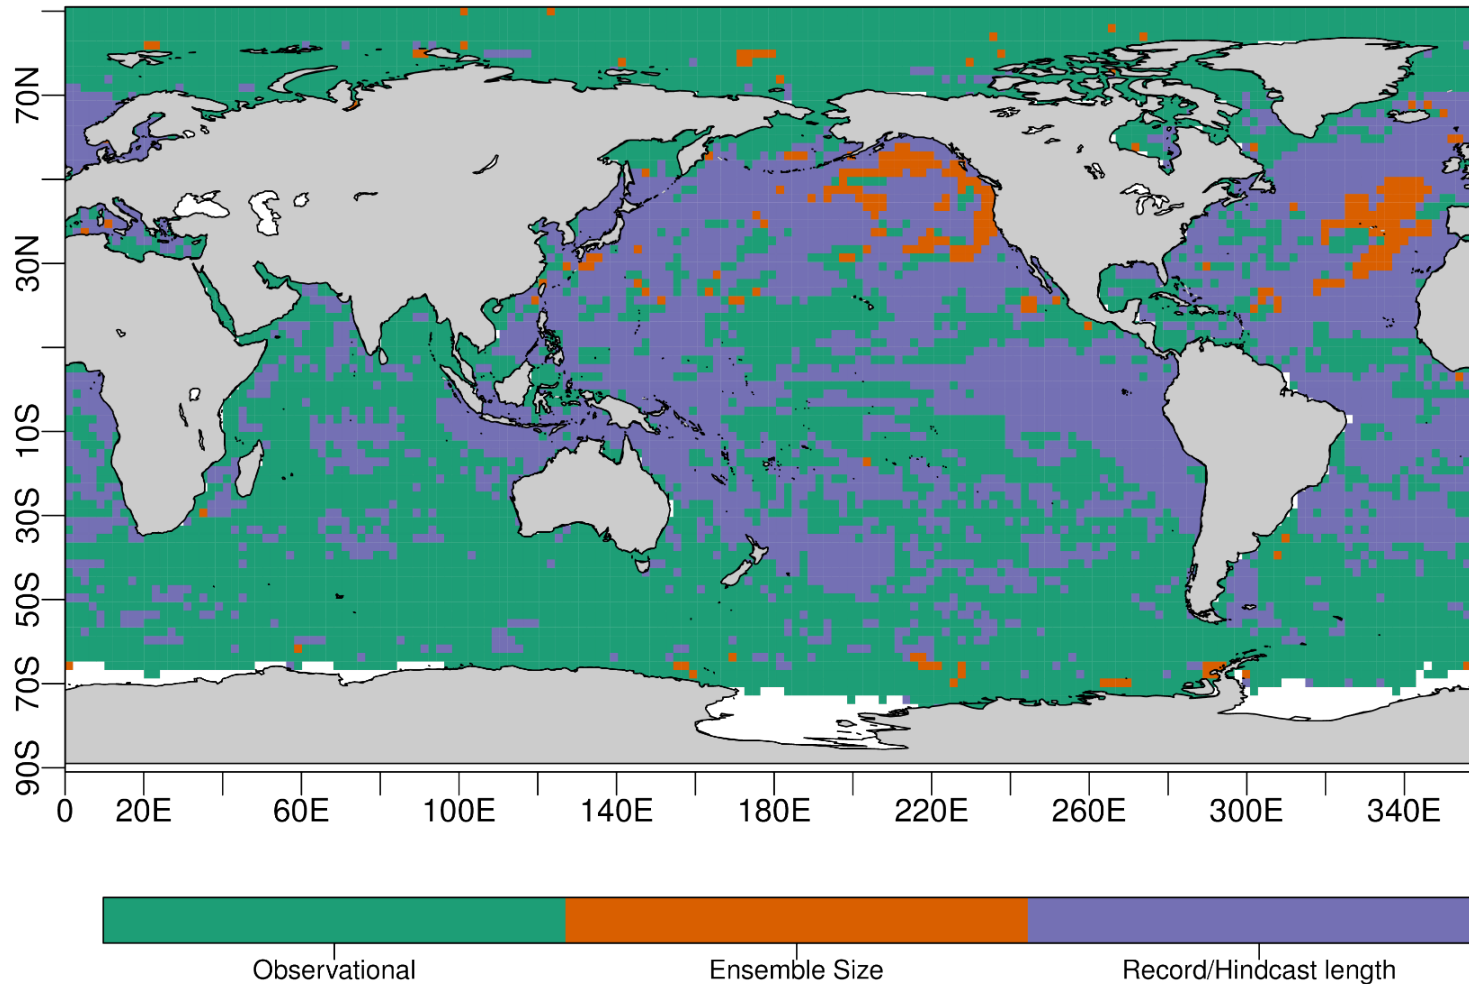 70N
30N
10S
30S
50S
70S
90S
0 20E 60E 100E 140E 180E 220E 260E 300E 340E
Observational Ensemble Size Record/Hindcast length